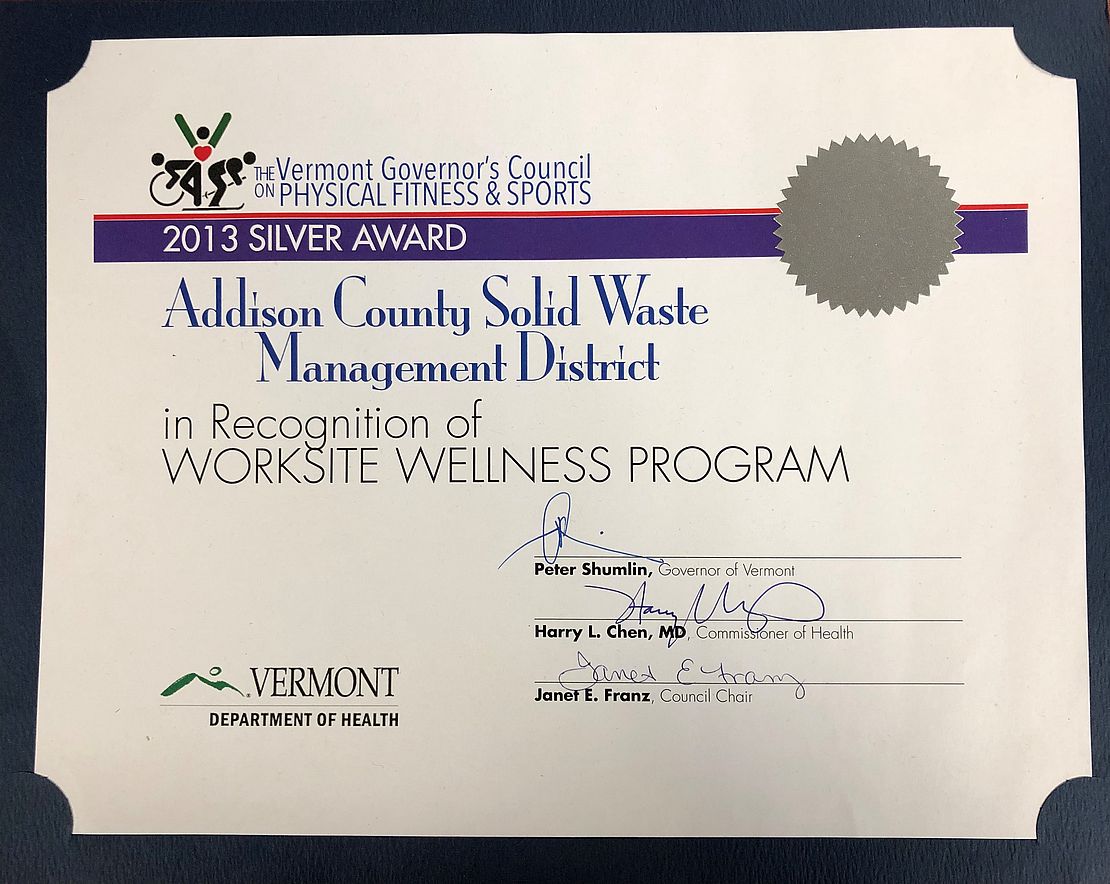 THE Vermont Governor's Council
ON PHYSICAL FITNESS & SPORTS
2013 SILVER AWARD
Addison County Solid Waste
Management District
in Recognition of
WORKSITE WELLNESS PROGRAM
Peter Shumlin, Governor of Vermont
Harry L. Chen, MD, Commissioner of Health
Janet E Franz
Janet E. Franz, Council Chair
VERMONT
DEPARTMENT OF HEALTH